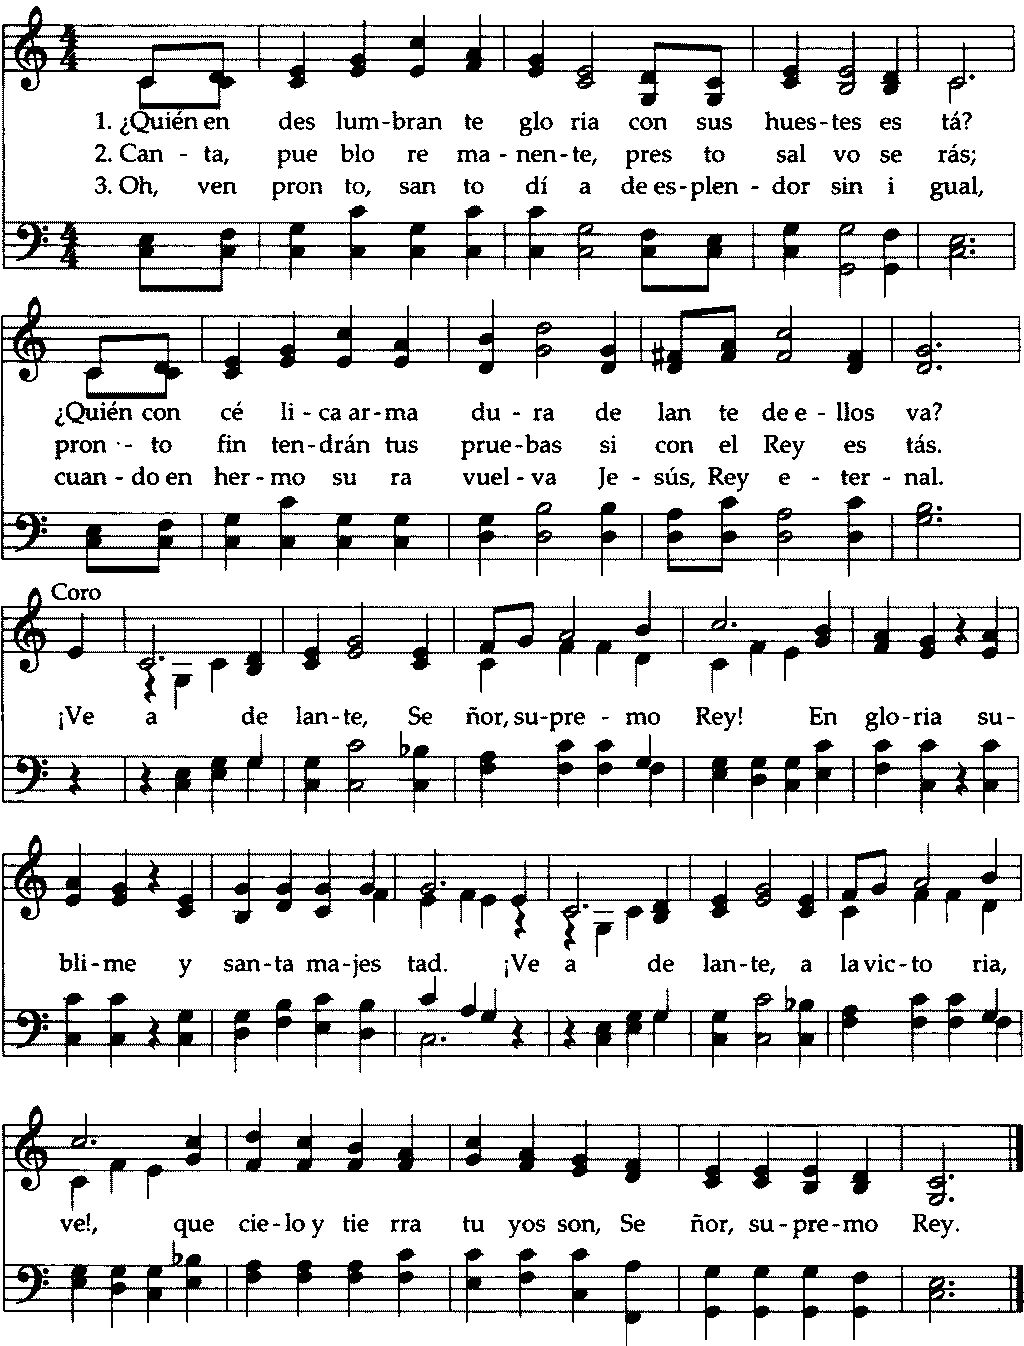 1. ¿Quién en des lum-bran te glo ria con sus hues-tes es tá?
2. Can - ta, pue blo re ma-nen-te, pres to sal vo se rás;
3. Oh, ven pron to, san to dí a de es-plen - dor sin i gual,
¿Quién con cé li-ca ar-ma du-ra de lan te de e-llos va?
pron - to fin ten-drán tus prue-bas si con el Rey es tás.
cuan-do en her-mo su ra vuel-va Je-sús, Rey e-ter-nal.
Coro
¡Ve a de lan-te, Se ñor, su-pre-mo Rey! En glo-ria su-
bli-me y san-ta ma-jes tad. ¡Ve a de lan-te, a la vic-to ria,
ve!, que cie-lo y tie rra tu yos son, Se ñor, su-pre-mo Rey.